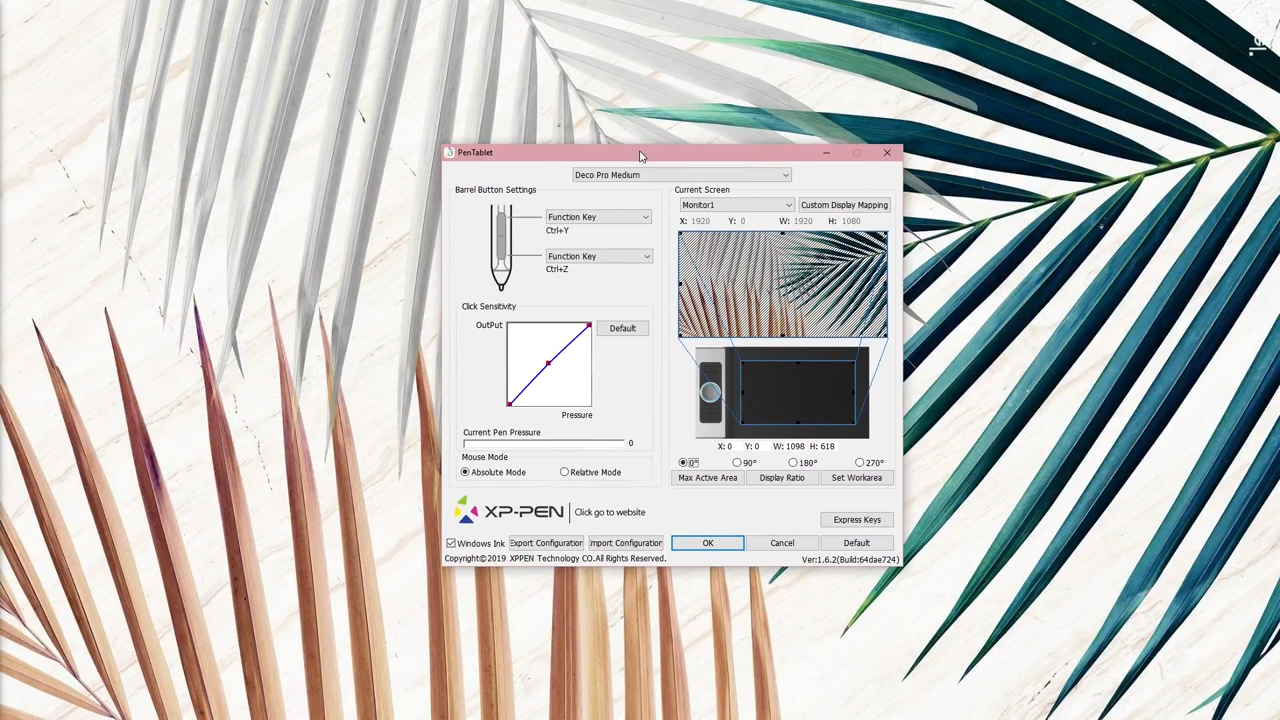 PenTablet
Deco Pro Medium
Barrel Button Settings
Function Key
Ctrl+Y
Function Key
Ctrl+Z
Click Sensitivity
OutPut
Default
Pressure
Current Pen Pressure
0
Mouse Mode
Absolute Mode
Relative Mode
Current Screen
Monitor1
Custom Display Mapping
X: 1920 Y: 0 W: 1920 H: 1080
X: 0 Y: 0 W: 1098 H: 618
0° 90° 180° 270°
Max Active Area Display Ratio Set Workarea
XP-PEN Click go to website
Express Keys
Windows Ink Export Configuration Import Configuration OK Cancel Default
Copyright©2019 XPPEN Technology CO.All Rights Reserved.
Ver:1.6.2(Build:64dae724)